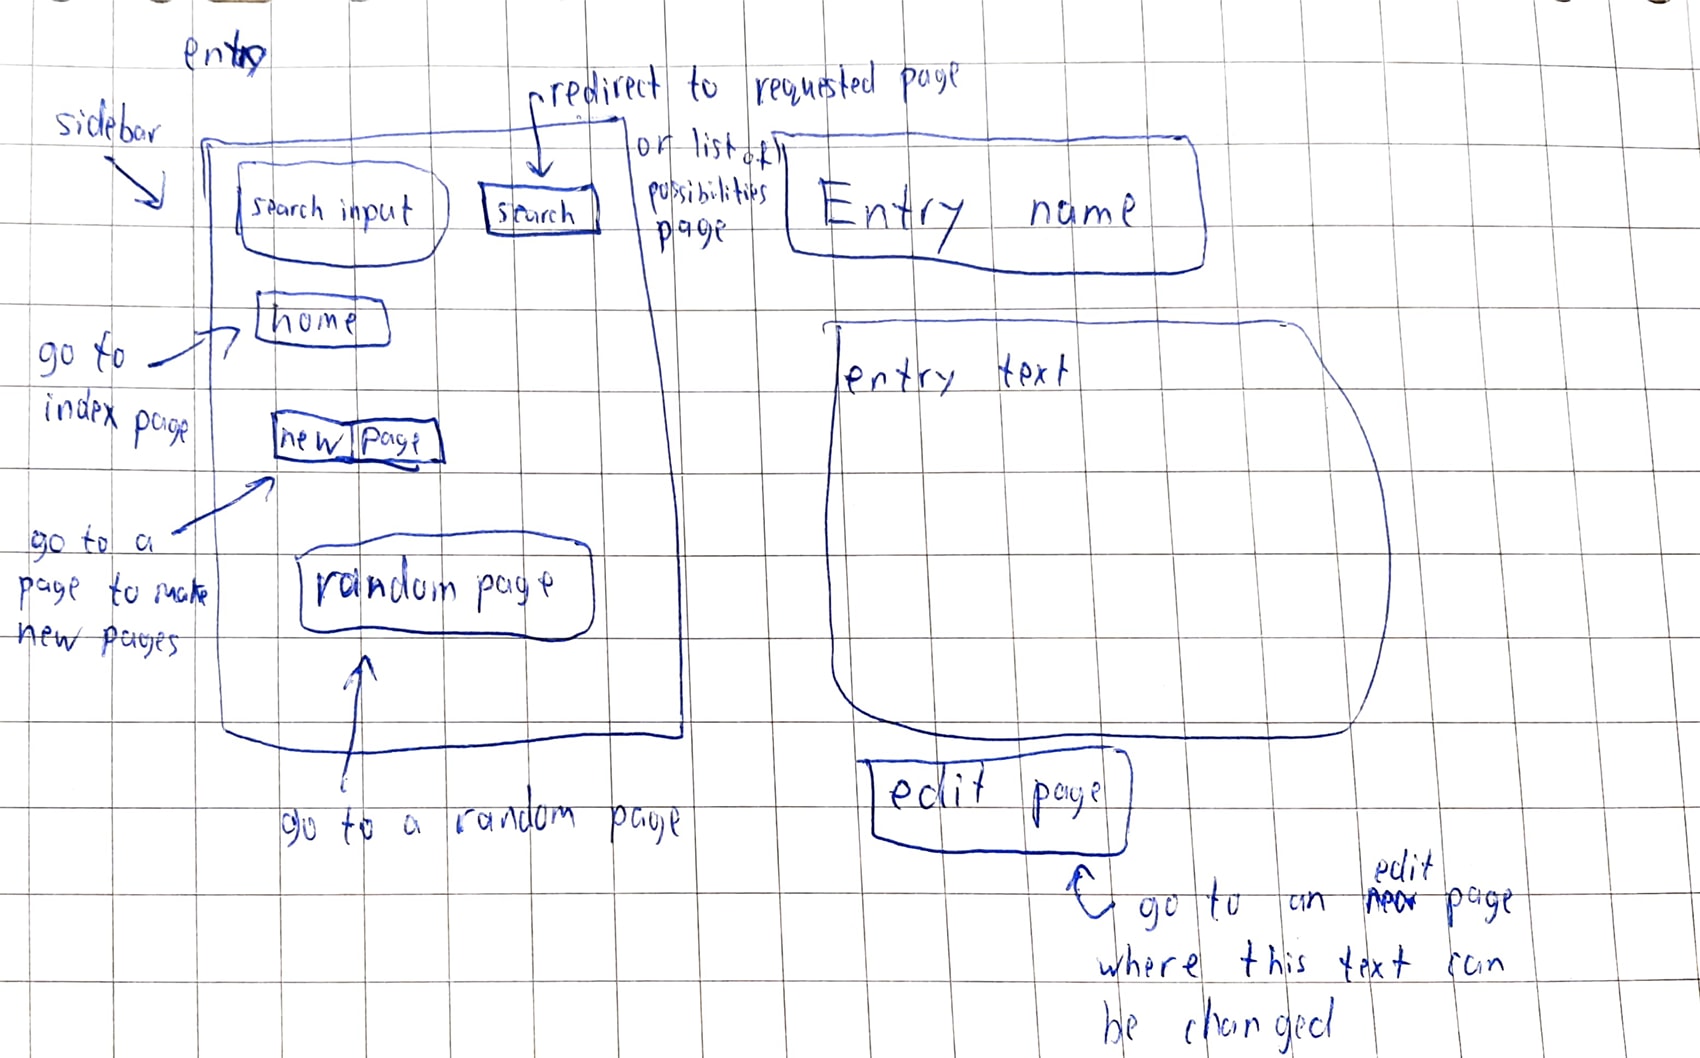 entry
sidebar
redirect to requested page
or list of
possibilities
page
search input
search
home
go to
index page
new page
go to a
page to make
new pages
random page
go to a random page
Entry name
entry text
edit page
edit
go to an page
where this text can
be changed